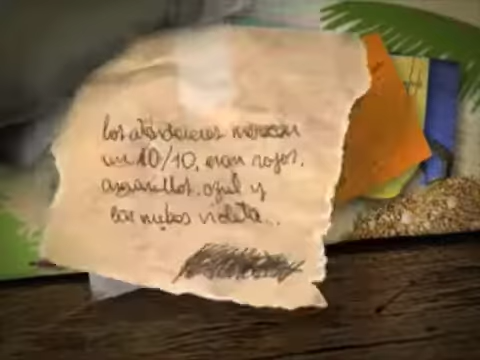 los atardeceres merecen
un 10/10, eran rojos,
amarillos, azul y
las nubes violeta...